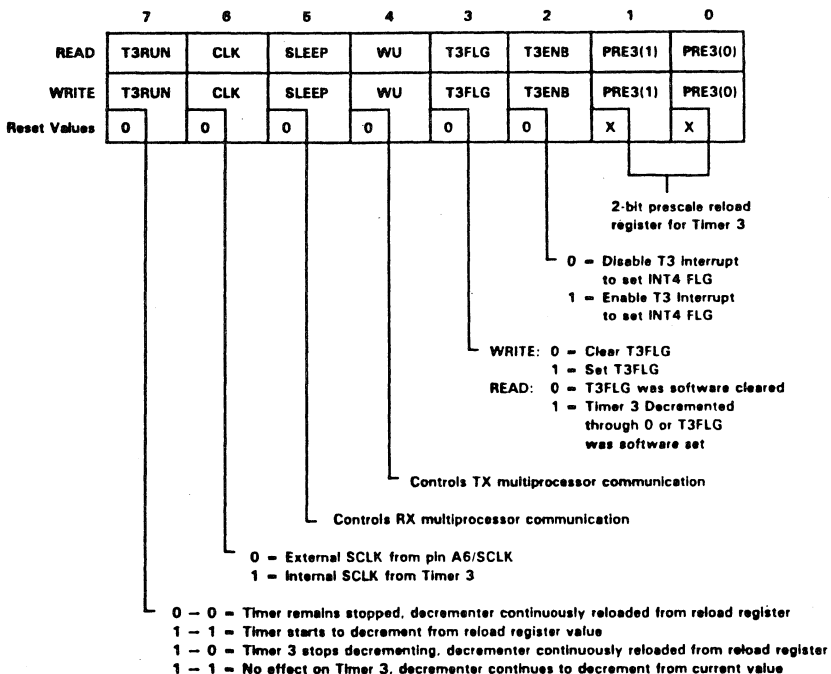 7 6 5 4 3 2 1 0
READ T3RUN CLK SLEEP WU T3FLG T3ENB PRE3(1) PRE3(0)
WRITE T3RUN CLK SLEEP WU T3FLG T3ENB PRE3(1) PRE3(0)
Reset Values 0 0 0 0 0 0 X X
2-bit prescale reload
register for Timer 3
0 = Disable T3 Interrupt
to set INT4 FLG
1 = Enable T3 Interrupt
to set INT4 FLG
WRITE: 0 = Clear T3FLG
1 = Set T3FLG
READ: 0 = T3FLG was software cleared
1 = Timer 3 Decremented
through 0 or T3FLG
was software set
Controls TX multiprocessor communication
Controls RX multiprocessor communication
0 = External SCLK from pin A6/SCLK
1 = Internal SCLK from Timer 3
0 — 0 = Timer remains stopped, decrementer continuously reloaded from reload register
1 — 1 = Timer starts to decrement from reload register value
1 — 0 = Timer 3 stops decrementing, decrementer continuously reloaded from reload register
1 — 1 = No effect on Timer 3, decrementer continues to decrement from current value